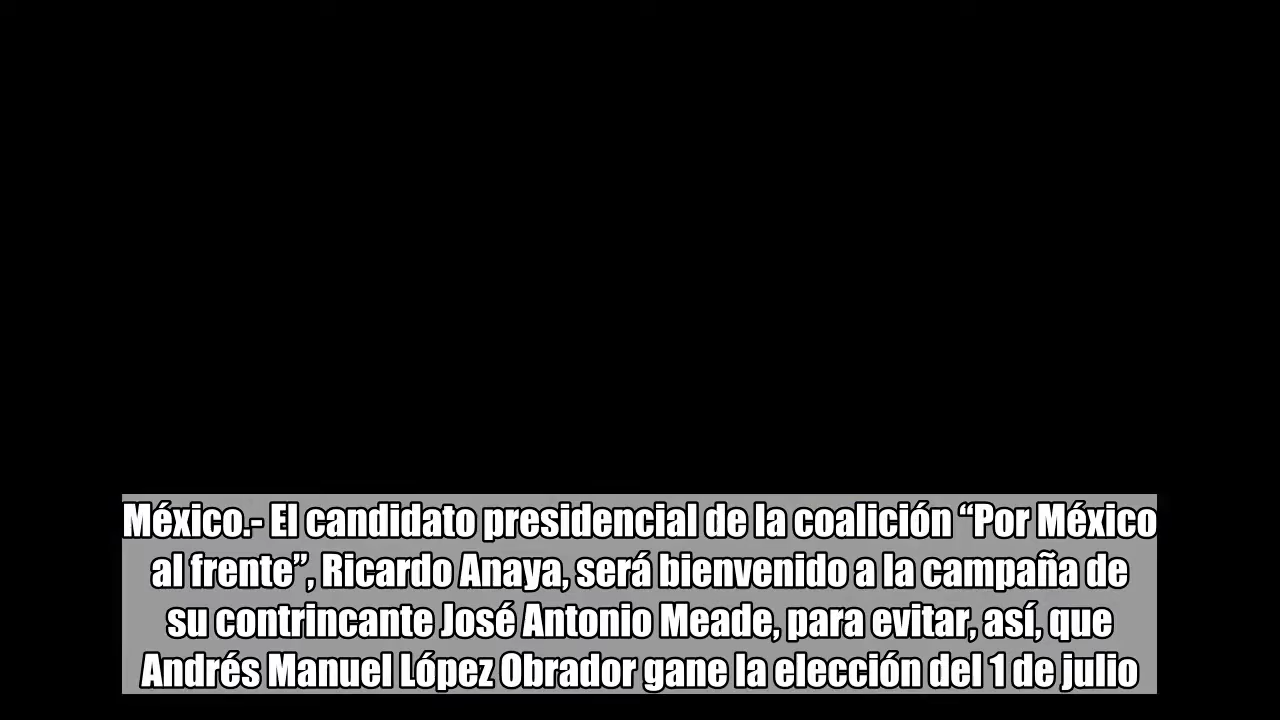 México.- El candidato presidencial de la coalición “Por México
al frente”, Ricardo Anaya, será bienvenido a la campaña de
su contrincante José Antonio Meade, para evitar, así, que
Andrés Manuel López Obrador gane la elección del 1 de julio